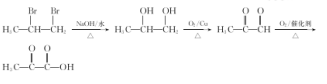 Br Br OH OH O O
H₃C—CH—CH₂ NaOH/水 △ H₃C—CH—CH₂ O₂/Cu △ H₃C—C—CH O₂/催化剂 △
O O
H₃C—C—C—OH